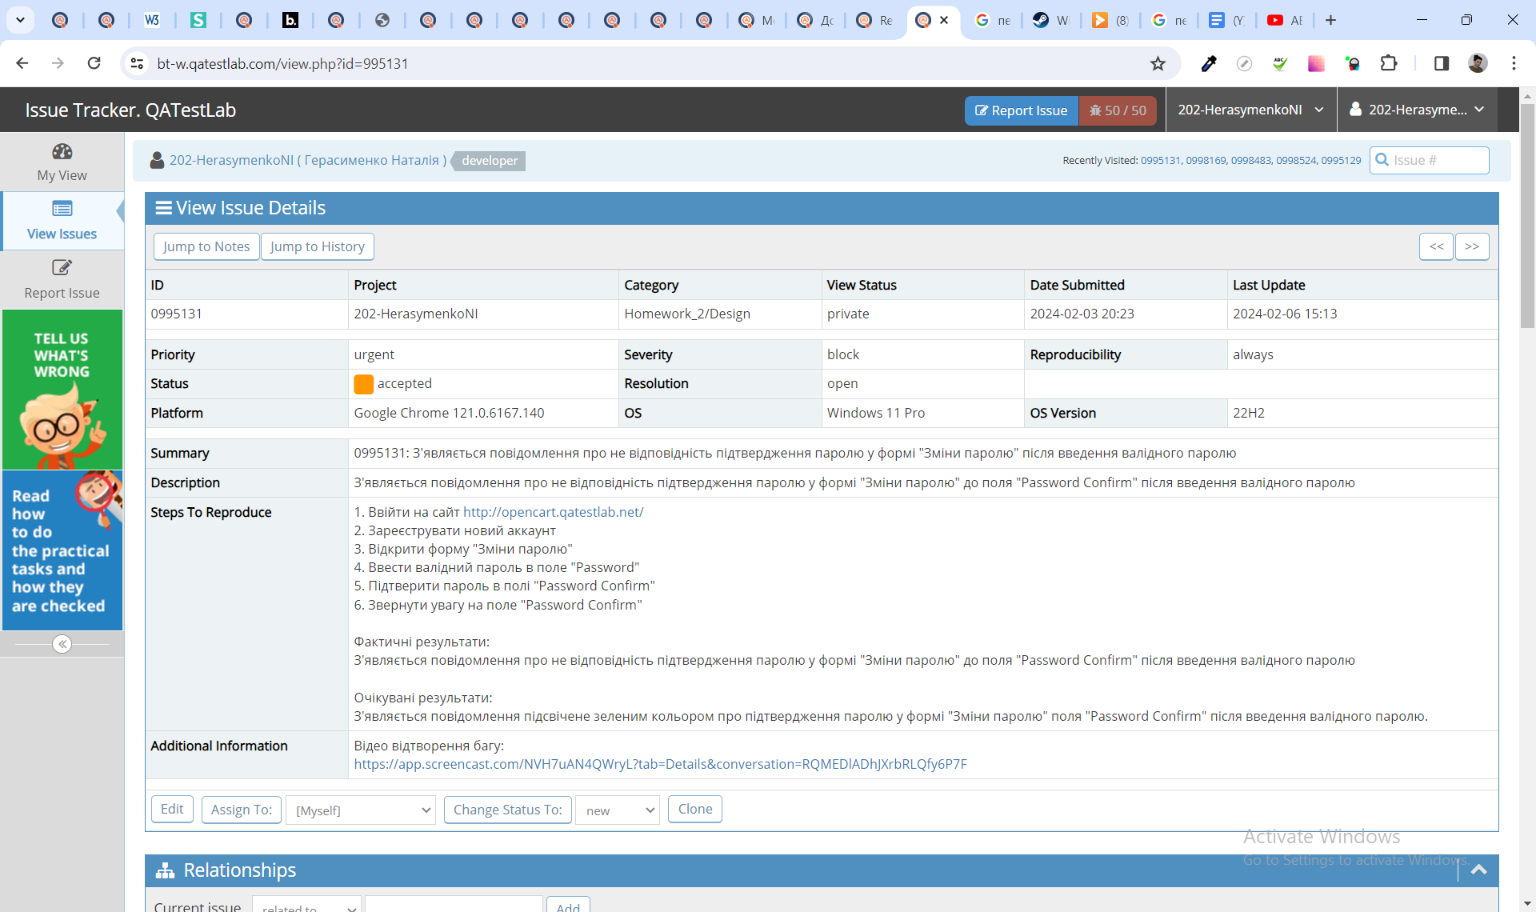 W3
S
b.
Мо
До
Re
пе
W
(8)
пе
(Y
AE
bt-w.qatestlab.com/view.php?id=995131
Issue Tracker. QATestLab
Report Issue
50 / 50
202-HerasymenkoNI
202-Herasyme...
My View
View Issues
Report Issue
TELL US
WHAT'S
WRONG
Read
how
to do
the practical
tasks and
how they
are checked
202-HerasymenkoNI ( Герасименко Наталія )
developer
Recently Visited: 0995131, 0998169, 0998483, 0998524, 0995129
Issue #
View Issue Details
Jump to Notes
Jump to History
<<
>>
ID Project Category View Status Date Submitted Last Update
0995131 202-HerasymenkoNI Homework_2/Design private 2024-02-03 20:23 2024-02-06 15:13
Priority urgent Severity block Reproducibility always
Status accepted Resolution open
Platform Google Chrome 121.0.6167.140 OS Windows 11 Pro OS Version 22H2
Summary 0995131: З'являється повідомлення про не відповідність підтвердження паролю у формі "Зміни паролю" після введення валідного паролю
Description З'являється повідомлення про не відповідність підтвердження паролю у формі "Зміни паролю" до поля "Password Confirm" після введення валідного паролю
Steps To Reproduce 1. Ввійти на сайт http://opencart.qatestlab.net/
2. Зареєструвати новий аккаунт
3. Відкрити форму "Зміни паролю"
4. Ввести валідний пароль в поле "Password"
5. Підтверити пароль в полі "Password Confirm"
6. Звернути увагу на поле "Password Confirm"
Фактичні результати:
З'являється повідомлення про не відповідність підтвердження паролю у формі "Зміни паролю" до поля "Password Confirm" після введення валідного паролю
Очікувані результати:
З'являється повідомлення підсвічене зеленим кольором про підтвердження паролю у формі "Зміни паролю" поля "Password Confirm" після введення валідного паролю.
Additional Information Відео відтворення багу:
https://app.screencast.com/NVH7uAN4QWryL?tab=Details&conversation=RQMEDlADhJXrbRLQfy6P7F
Edit Assign To: [Myself] Change Status To: new Clone
Activate Windows
Go to Settings to activate Windows.
Relationships
Current issue related to Add